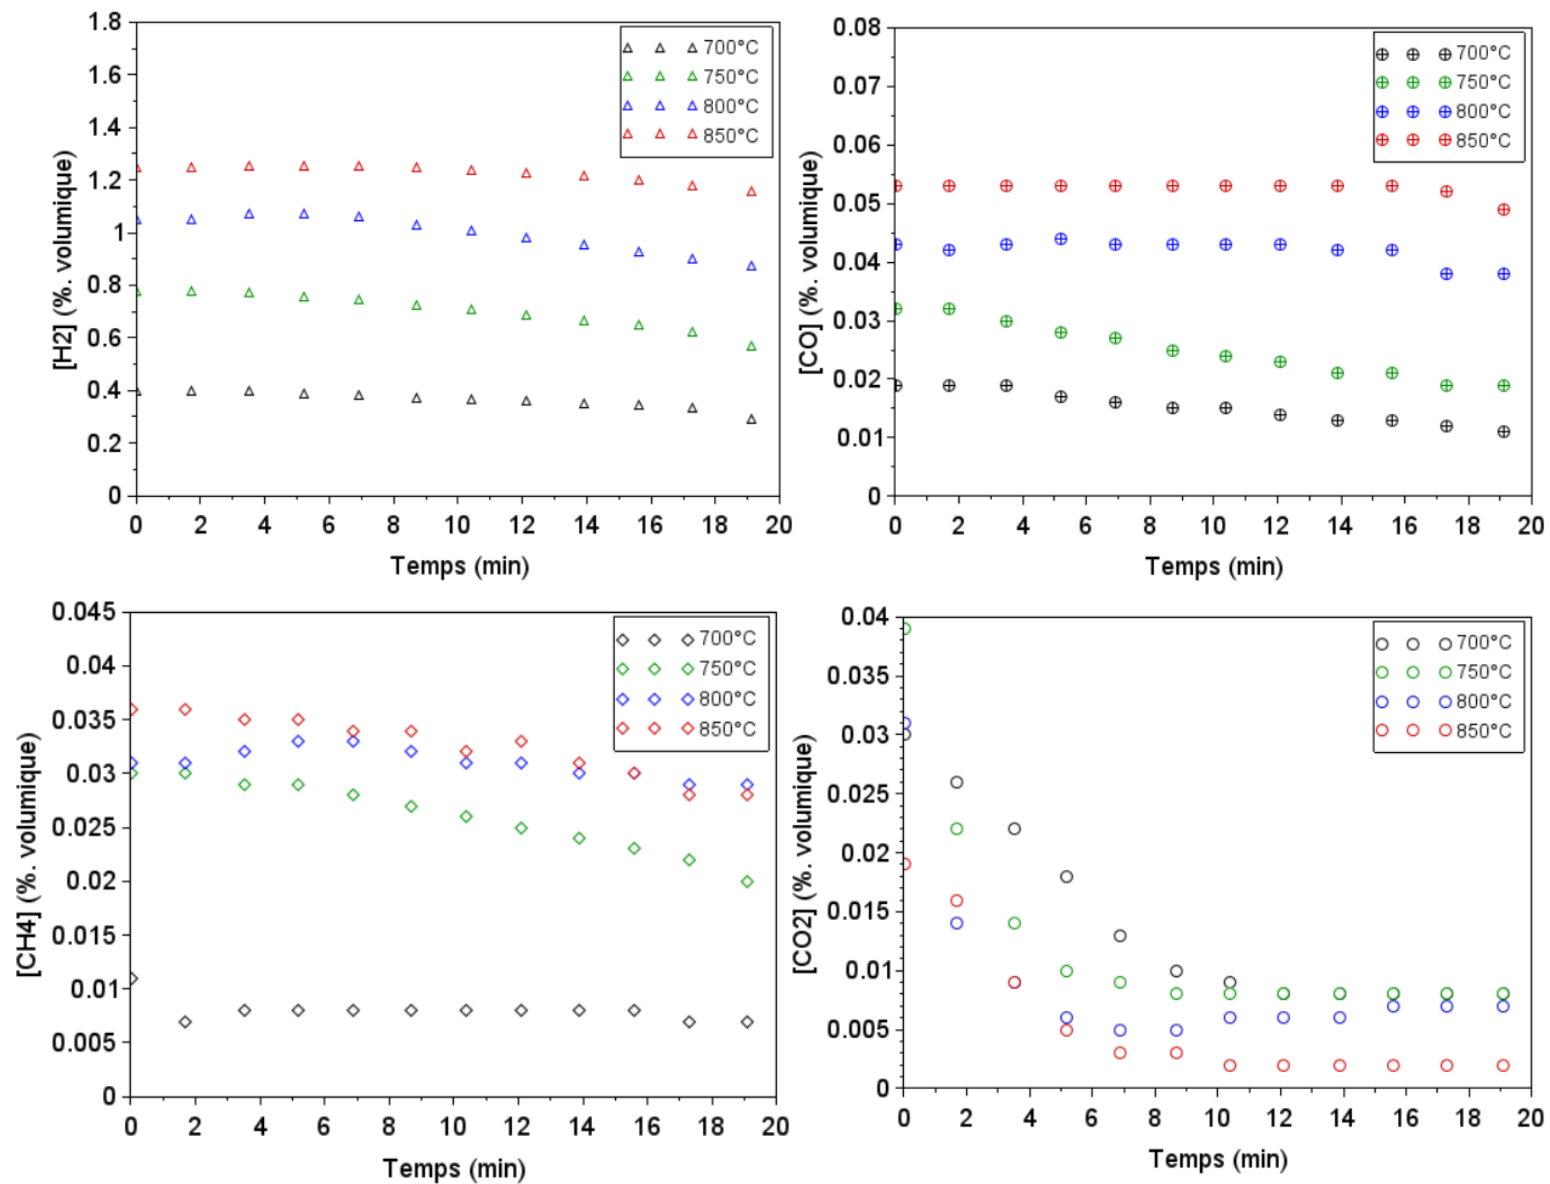 [H2] (%. volumique)
1.8
1.6
1.4
1.2
1
0.8
0.6
0.4
0.2
0
0 2 4 6 8 10 12 14 16 18 20
Temps (min)
700°C
750°C
800°C
850°C
[CO] (%. volumique)
0.08
0.07
0.06
0.05
0.04
0.03
0.02
0.01
0
0 2 4 6 8 10 12 14 16 18 20
Temps (min)
700°C
750°C
800°C
850°C
[CH4] (%. volumique)
0.045
0.04
0.035
0.03
0.025
0.02
0.015
0.01
0.005
0
0 2 4 6 8 10 12 14 16 18 20
Temps (min)
700°C
750°C
800°C
850°C
[CO2] (%. volumique)
0.04
0.035
0.03
0.025
0.02
0.015
0.01
0.005
0
0 2 4 6 8 10 12 14 16 18 20
Temps (min)
700°C
750°C
800°C
850°C